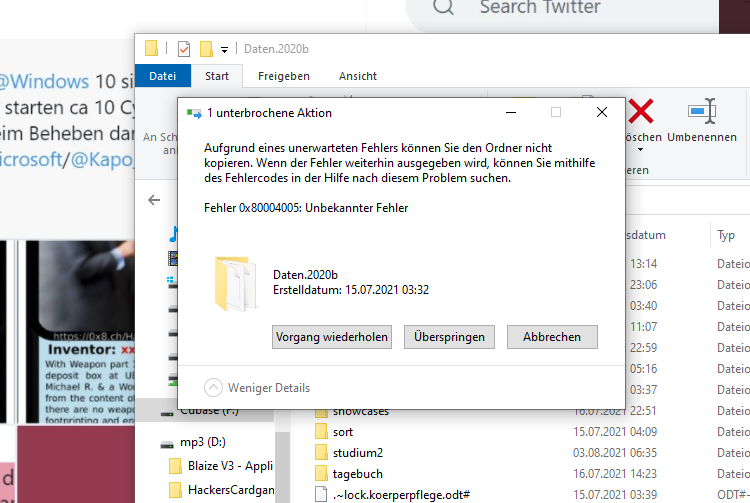 Search Twitter
@Windows 10 si
starten ca 10 Cy
eim Beheben dar
icrosoft/@Kapo_
Daten.2020b
Datei Start Freigeben Ansicht
1 unterbrochene Aktion
An Sch
an
öschen Umbenennen
eren
Aufgrund eines unerwarteten Fehlers können Sie den Ordner nicht
kopieren. Wenn der Fehler weiterhin ausgegeben wird, können Sie mithilfe
des Fehlercodes in der Hilfe nach diesem Problem suchen.
Fehler 0x80004005: Unbekannter Fehler
Daten.2020b
Erstelldatum: 15.07.2021 03:32
Vorgang wiederholen Überspringen Abbrechen
Weniger Details
sdatum Typ
13:14 Dateio
23:06 Dateio
03:40 Dateio
11:07 Dateio
22:59 Dateio
05:16 Dateio
03:37 Dateio
showcases 16.07.2021 22:51 Dateio
sort 15.07.2021 04:09 Dateio
studium2 03.08.2021 06:35 Dateio
tagebuch 16.07.2021 14:23 Dateio
.~lock.koerperpflege.odt# 15.07.2021 03:39 ODT#-
Cubase (F:)
mp3 (D:)
Blaize V3 - Appli
HackersCardgan
https://0x8.ch/Ha
Inventor: xx
With Weapon part
deposit box at UB
Michael R. & a Wo
from the content of
there are no weapo
footprinting and en
d